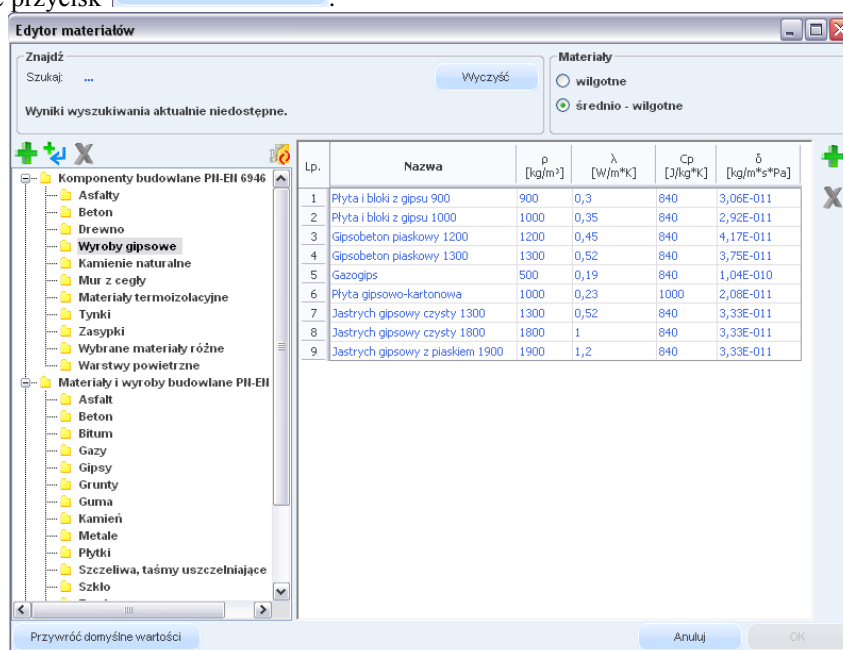 przycisk
Edytor materiałów
Znajdź
Szukaj: ...
Wyczyść
Wyniki wyszukiwania aktualnie niedostępne.
Materiały
wilgotne
średnio - wilgotne
Komponenty budowlane PN-EN 6946
Asfalty
Beton
Drewno
Wyroby gipsowe
Kamienie naturalne
Mur z cegły
Materiały termoizolacyjne
Tynki
Zasypki
Wybrane materiały różne
Warstwy powietrzne
Materiały i wyroby budowlane PN-EN
Asfalt
Beton
Bitum
Gazy
Gipsy
Grunty
Guma
Kamień
Metale
Płytki
Szczeliwa, taśmy uszczelniające
Szkło
Lp. Nazwa ρ [kg/m³] λ [W/m*K] Cp [J/kg*K] δ [kg/m*s*Pa]
1 Płyta i bloki z gipsu 900 900 0,3 840 3,06E-011
2 Płyta i bloki z gipsu 1000 1000 0,35 840 2,92E-011
3 Gipsobeton piaskowy 1200 1200 0,45 840 4,17E-011
4 Gipsobeton piaskowy 1300 1300 0,52 840 3,75E-011
5 Gazogips 500 0,19 840 1,04E-010
6 Płyta gipsowo-kartonowa 1000 0,23 1000 2,08E-011
7 Jastrych gipsowy czysty 1300 1300 0,52 840 3,33E-011
8 Jastrych gipsowy czysty 1800 1800 1 840 3,33E-011
9 Jastrych gipsowy z piaskiem 1900 1900 1,2 840 3,33E-011
Przywróć domyślne wartości
Anuluj
OK